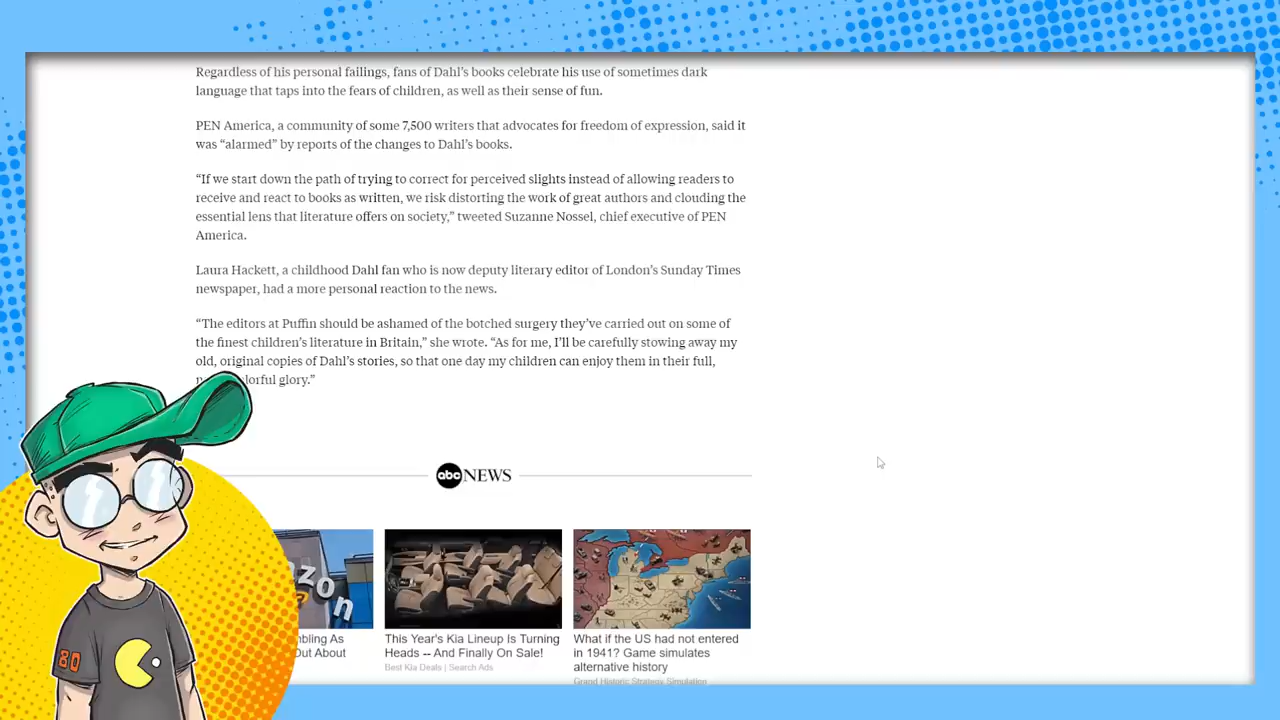 Regardless of his personal failings, fans of Dahl's books celebrate his use of sometimes dark
language that taps into the fears of children, as well as their sense of fun.
PEN America, a community of some 7,500 writers that advocates for freedom of expression, said it
was “alarmed” by reports of the changes to Dahl's books.
“If we start down the path of trying to correct for perceived slights instead of allowing readers to
receive and react to books as written, we risk distorting the work of great authors and clouding the
essential lens that literature offers on society,” tweeted Suzanne Nossel, chief executive of PEN
America.
Laura Hackett, a childhood Dahl fan who is now deputy literary editor of London's Sunday Times
newspaper, had a more personal reaction to the news.
“The editors at Puffin should be ashamed of the botched surgery they've carried out on some of
the finest children's literature in Britain,” she wrote. “As for me, I'll be carefully stowing away my
old, original copies of Dahl's stories, so that one day my children can enjoy them in their full,
glory.”
abc NEWS
As
Out About
This Year's Kia Lineup Is Turning
Heads -- And Finally On Sale!
Best Kia Deals | Search Ads
What if the US had not entered
in 1941? Game simulates
alternative history
Grand Historic Strategy Simulation
80